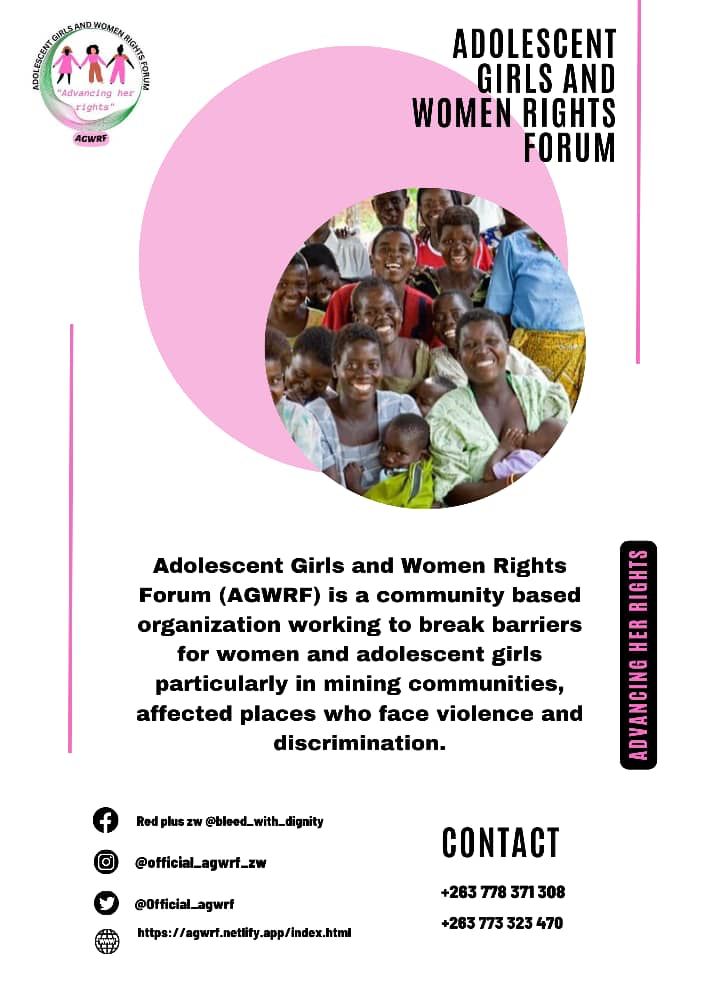 ADOLESCENT GIRLS AND WOMEN RIGHTS FORUM
"Advancing her
rights"
AGWRF
ADOLESCENT
GIRLS AND
WOMEN RIGHTS
FORUM
Adolescent Girls and Women Rights
Forum (AGWRF) is a community based
organization working to break barriers
for women and adolescent girls
particularly in mining communities,
affected places who face violence and
discrimination.
ADVANCING HER RIGHTS
Red plus zw @bleed_with_dignity
@official_agwrf_zw
@Official_agwrf
https://agwrf.netlify.app/index.html
CONTACT
+263 778 371 308
+263 773 323 470